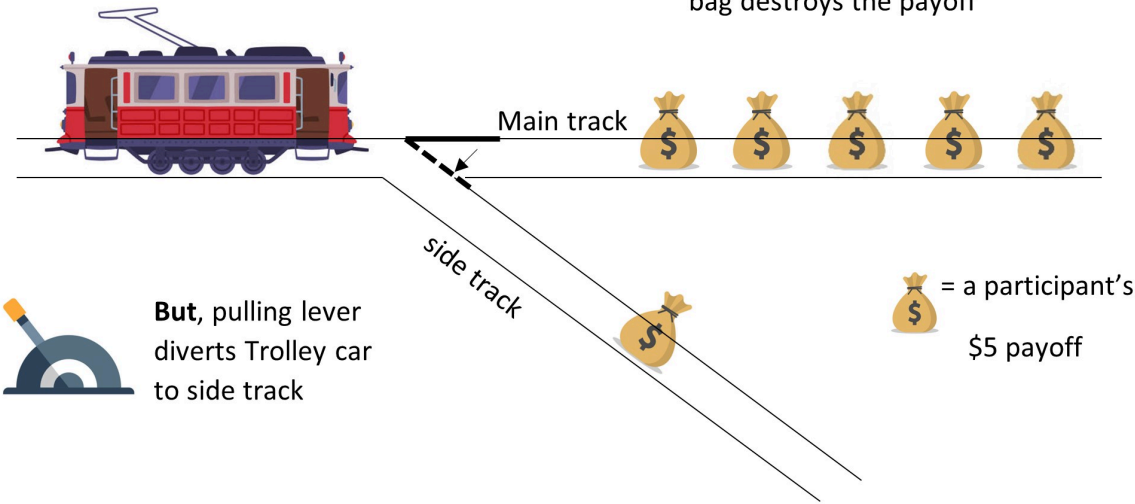 bag destroys the payoff
Main track
side track
But, pulling lever
diverts Trolley car
to side track
$
$
$
$
$
$
$
= a participant's
$5 payoff